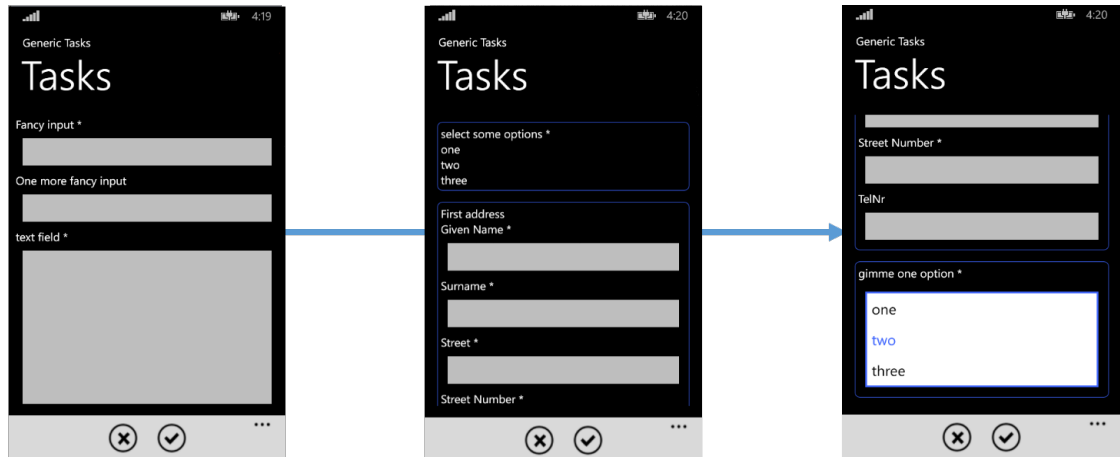 4:19
Generic Tasks
Tasks
Fancy input *
One more fancy input
text field *
...
4:20
Generic Tasks
Tasks
select some options *
one
two
three
First address
Given Name *
Surname *
Street *
Street Number *
...
4:20
Generic Tasks
Tasks
Street Number *
TelNr
gimme one option *
one
two
three
...